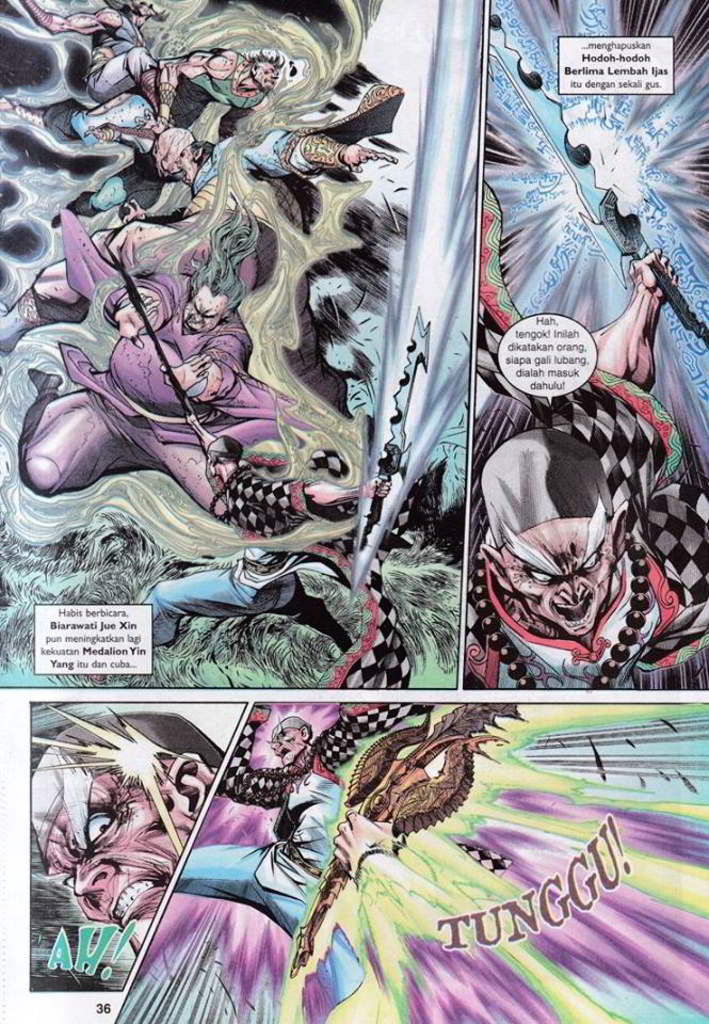 Habis berbicara,
Biarawati Jue Xin
pun meningkatkan lagi
kekuatan Medalion Yin
Yang itu dan cuba...
...menghapuskan
Hodoh-hodoh
Berlima Lembah Ijas
itu dengan sekali gus.
Hah,
tengok! Inilah
dikatakan orang,
siapa gali lubang,
dialah masuk
dahulu!
AH!
TUNGGU!
36